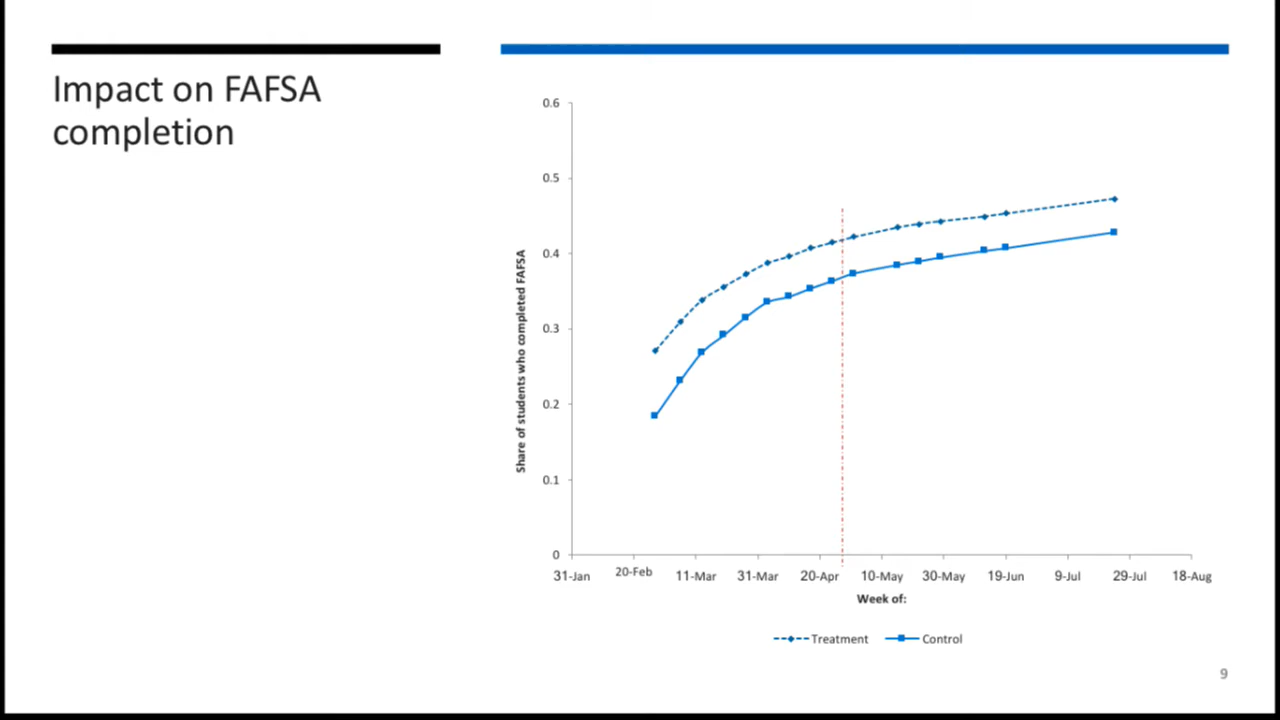 Impact on FAFSA
completion
0.6
0.5
0.4
0.3
0.2
0.1
0
Share of students who completed FAFSA
31-Jan 20-Feb 11-Mar 31-Mar 20-Apr 10-May 30-May 19-Jun 9-Jul 29-Jul 18-Aug
Week of:
Treatment Control
9